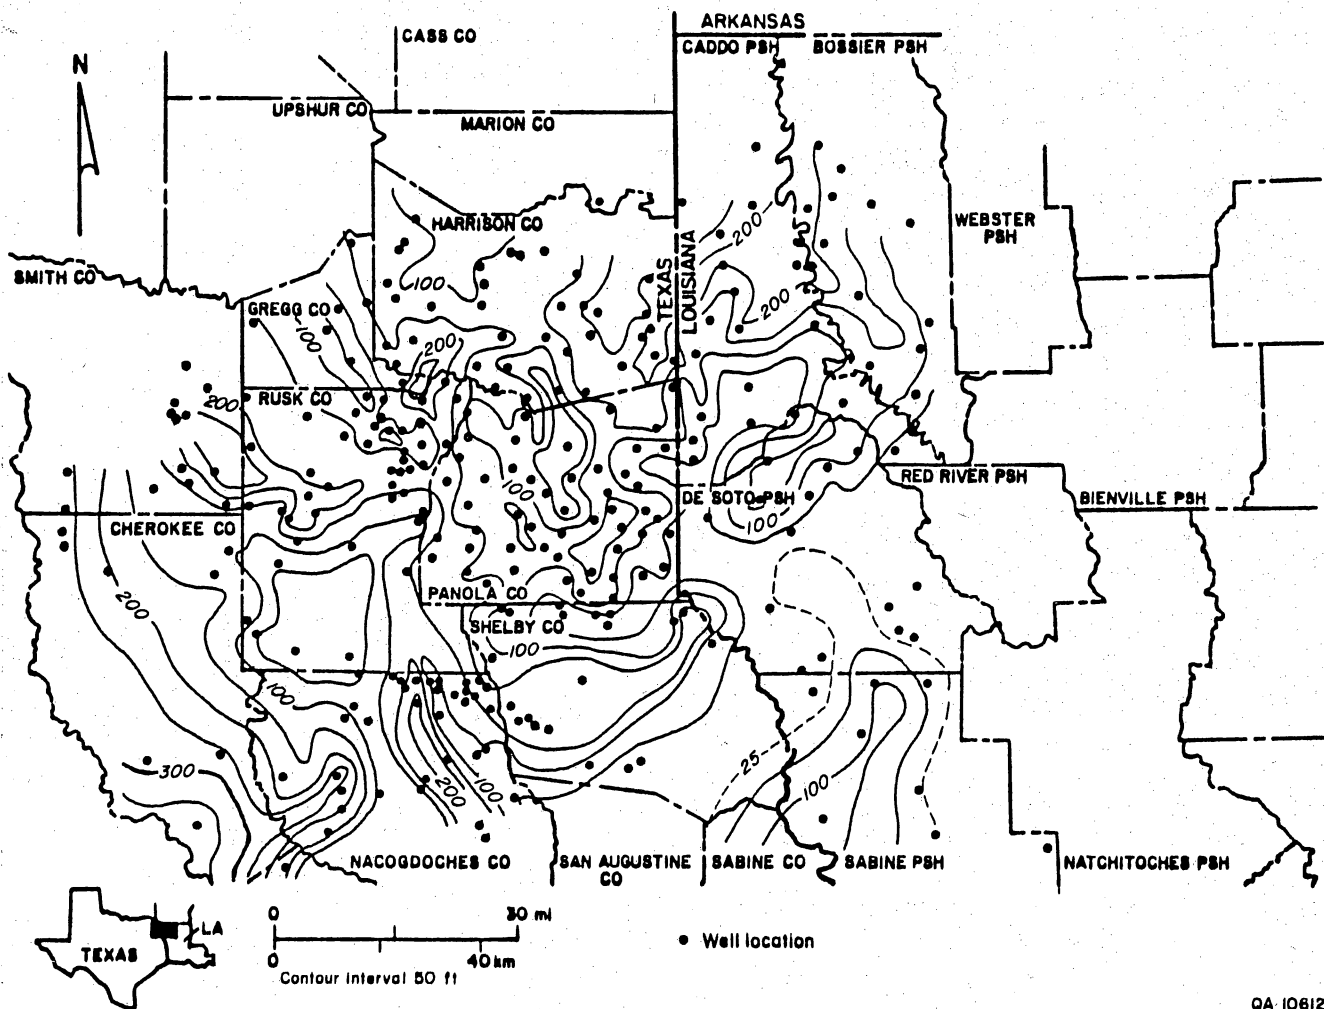 ARKANSAS
CASS CO
CADDO PSH
BOSSIER PSH
N
UPSHUR CO
MARION CO
HARRISON CO
200
WEBSTER
PSH
SMITH CO
TEXAS
LOUISIANA
100
GREGG CO
200
100
200
RUSK CO
200
RED RIVER PSH
100
DE SOTO PSH
BIENVILLE PSH
CHEROKEE CO
100
PANOLA CO
200
SHELBY CO
100
100
25
300
200
100
100
NACOGDOCHES CO
SAN AUGUSTINE
CO
SABINE CO
SABINE PSH
NATCHITOCHES PSH
0
30 mi
LA
TEXAS
Well location
0
40 km
Contour Interval 50 ft
QA 10612